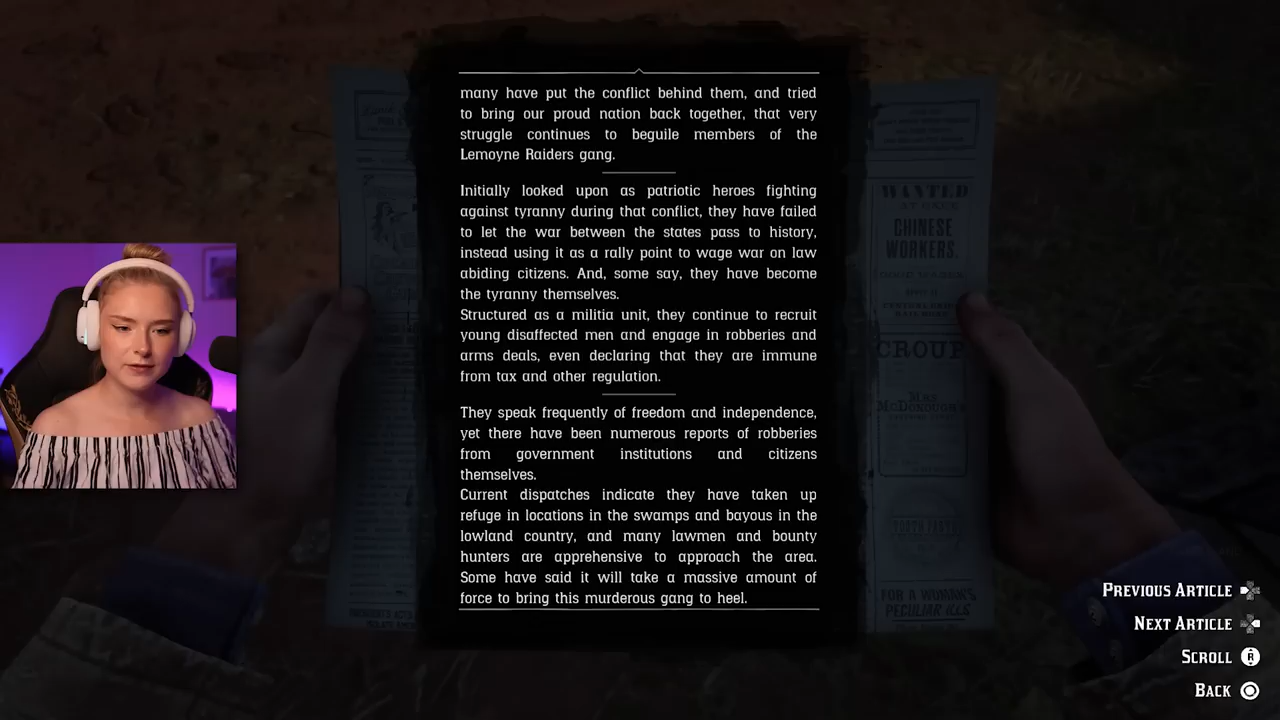 many have put the conflict behind them, and tried
to bring our proud nation back together, that very
struggle continues to beguile members of the
Lemoyne Raiders gang.
Initially looked upon as patriotic heroes fighting
against tyranny during that conflict, they have failed
to let the war between the states pass to history,
instead using it as a rally point to wage war on law
abiding citizens. And, some say, they have become
the tyranny themselves.
Structured as a militia unit, they continue to recruit
young disaffected men and engage in robberies and
arms deals, even declaring that they are immune
from tax and other regulation.
They speak frequently of freedom and independence,
yet there have been numerous reports of robberies
from government institutions and citizens
themselves.
Current dispatches indicate they have taken up
refuge in locations in the swamps and bayous in the
lowland country, and many lawmen and bounty
hunters are apprehensive to approach the area.
Some have said it will take a massive amount of
force to bring this murderous gang to heel.
WANTED
AT ONCE
CHINESE
WORKERS.
GOOD WAGES
CENTRAL
RAILROAD
CROUP
Mrs
McDONOUGH'S
FOR A WOMAN'S
PECULIAR ILLS.
PREVIOUS ARTICLE
NEXT ARTICLE
SCROLL R
BACK